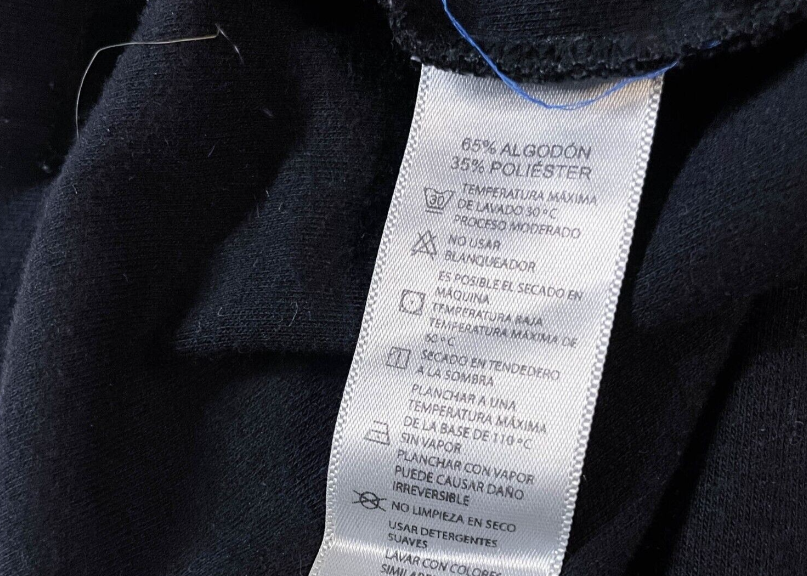 65% ALGODÓN
35% POLIÉSTER
30
TEMPERATURA MÁXIMA
DE LAVADO 30 °C
PROCESO MODERADO
NO USAR
BLANQUEADOR
ES POSIBLE EL SECADO EN
MÁQUINA
TEMPERATURA BAJA
TEMPERATURA MÁXIMA DE
60 °C
SECADO EN TENDEDERO
A LA SOMBRA
PLANCHAR A UNA
TEMPERATURA MÁXIMA
DE LA BASE DE 110 °C
SIN VAPOR
PLANCHAR CON VAPOR
PUEDE CAUSAR DAÑO
IRREVERSIBLE
NO LIMPIEZA EN SECO
USAR DETERGENTES
SUAVES
LAVAR CON COLORES